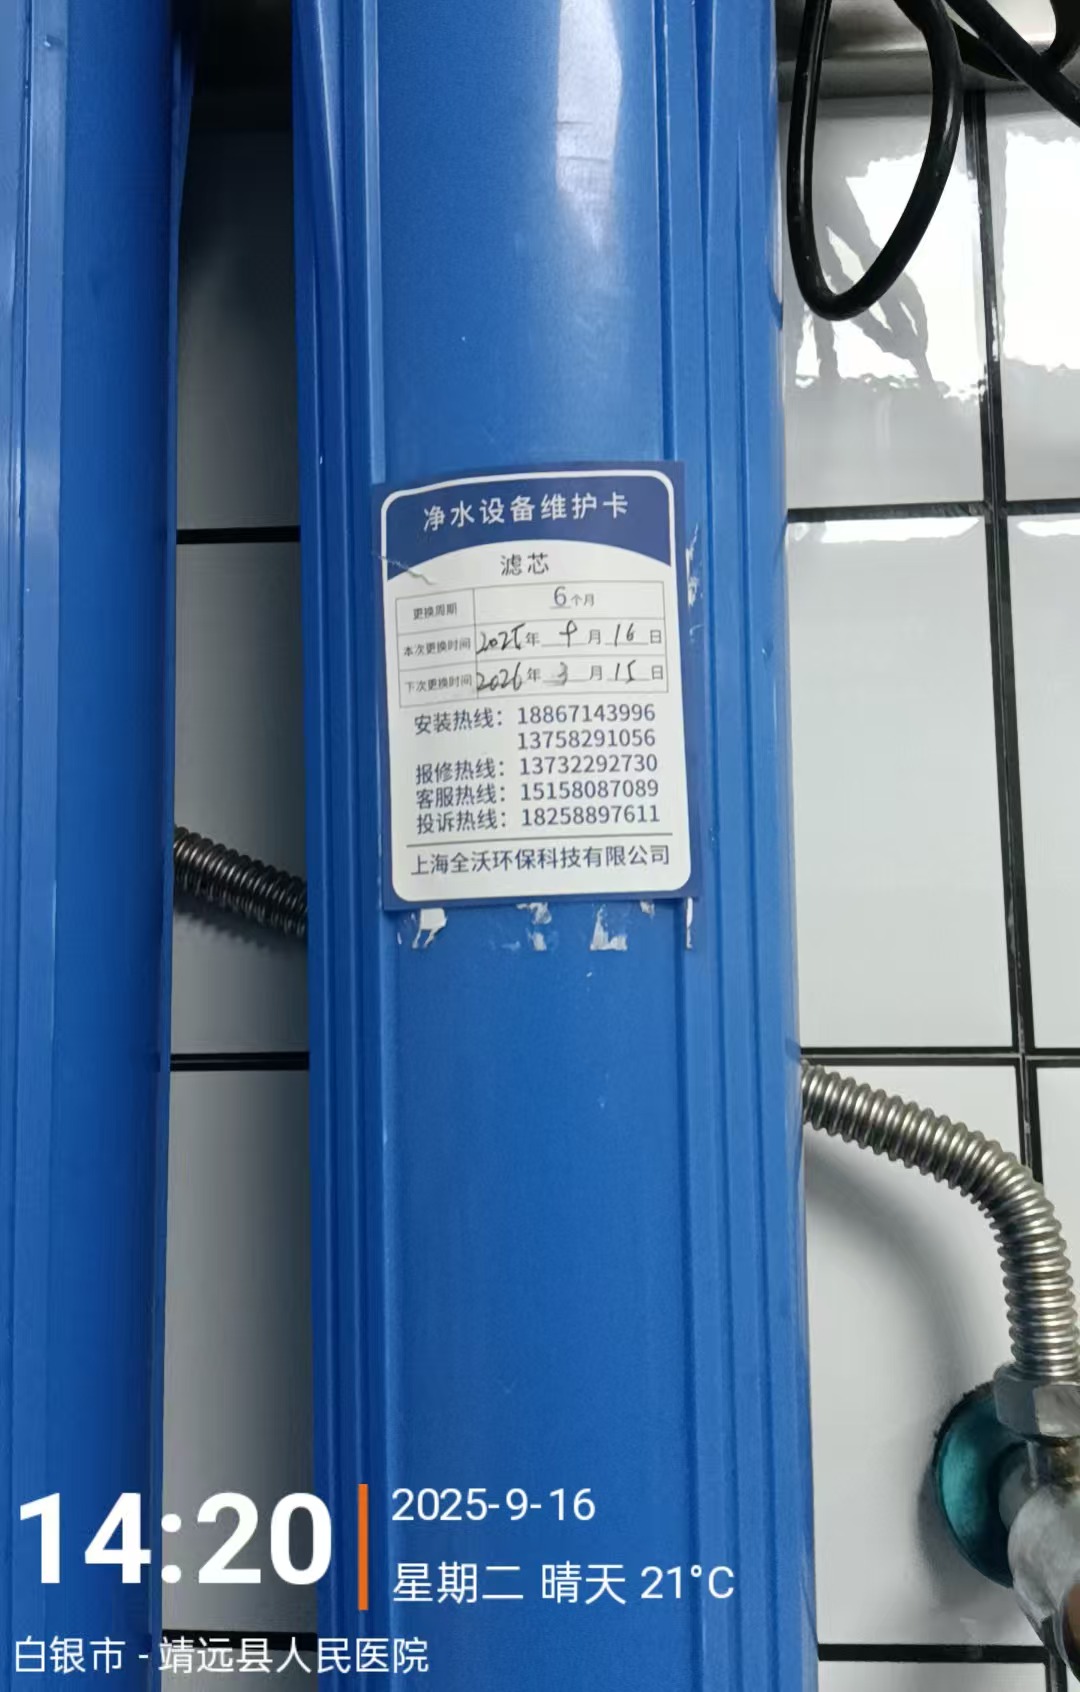 净水设备维护卡
滤芯
更换周期 6个月
本次更换时间 2025年 9月 16日
下次更换时间 2026年 3月 15日
安装热线：18867143996
13758291056
报修热线：13732292730
客服热线：15158087089
投诉热线：18258897611
上海全沃环保科技有限公司
14:20
2025-9-16
星期二 晴天 21°C
白银市 - 靖远县人民医院